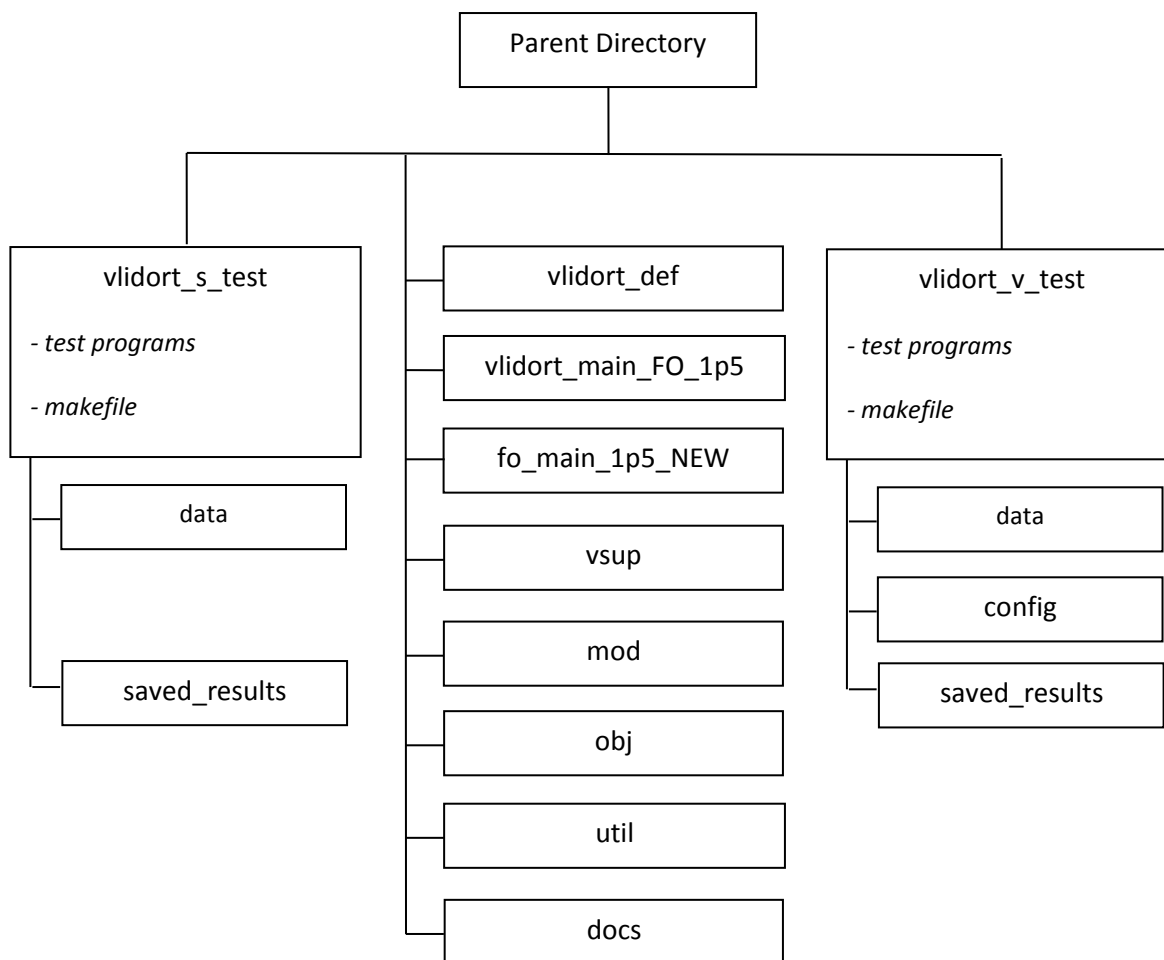 Parent Directory
vlidort_s_test
- test programs
- makefile
data
saved_results
vlidort_def
vlidort_main_FO_1p5
fo_main_1p5_NEW
vsup
mod
obj
util
docs
vlidort_v_test
- test programs
- makefile
data
config
saved_results